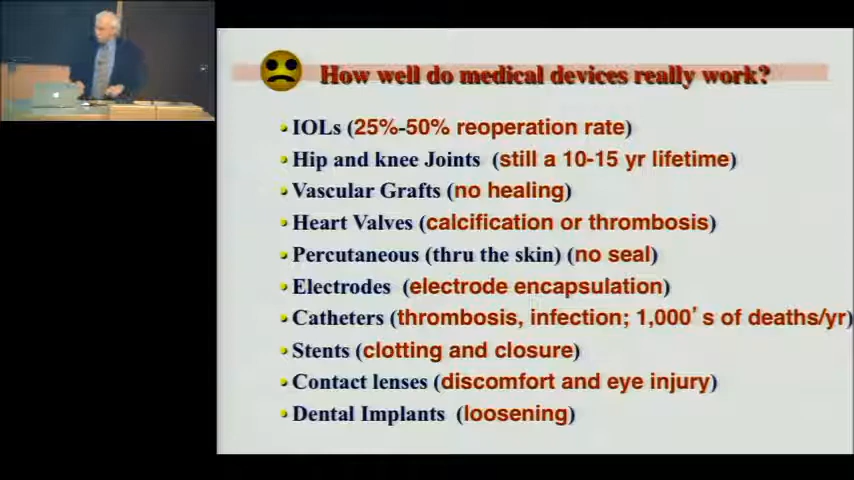 How well do medical devices really work?
• IOLs (25%-50% reoperation rate)
• Hip and knee Joints (still a 10-15 yr lifetime)
• Vascular Grafts (no healing)
• Heart Valves (calcification or thrombosis)
• Percutaneous (thru the skin) (no seal)
• Electrodes (electrode encapsulation)
• Catheters (thrombosis, infection; 1,000's of deaths/yr)
• Stents (clotting and closure)
• Contact lenses (discomfort and eye injury)
• Dental Implants (loosening)